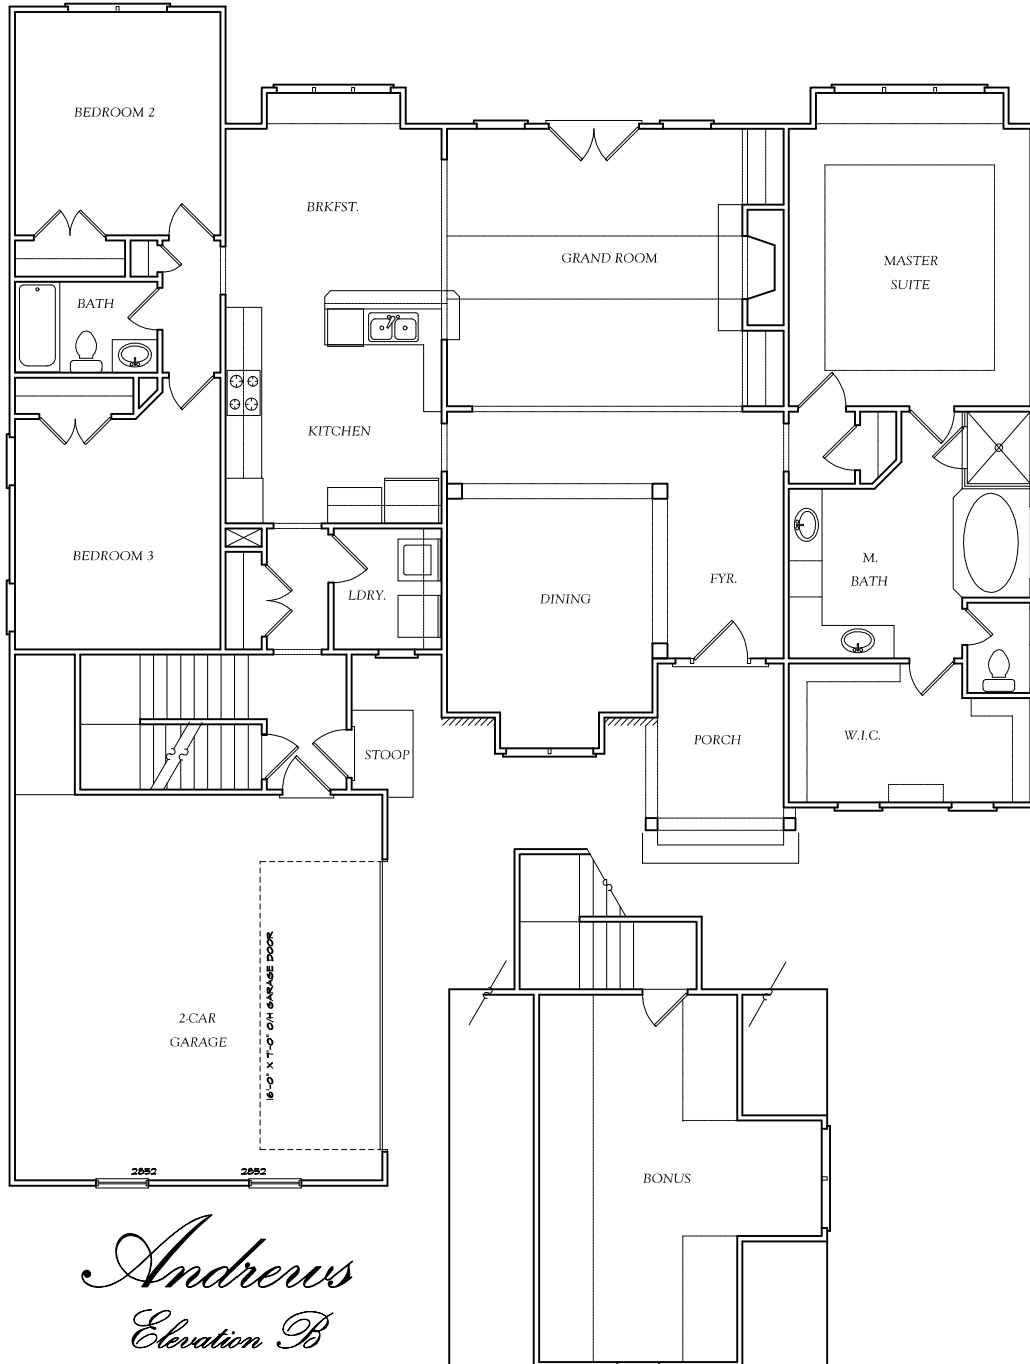 BEDROOM 2
BRKFST.
GRAND ROOM
MASTER
SUITE
BATH
KITCHEN
BEDROOM 3
LDRY.
DINING
FYR.
M.
BATH
STOOP
PORCH
W.I.C.
16'-0" X 7'-0" O/H GARAGE DOOR
2-CAR
GARAGE
2852
2852
BONUS
Andrews
Elevation B